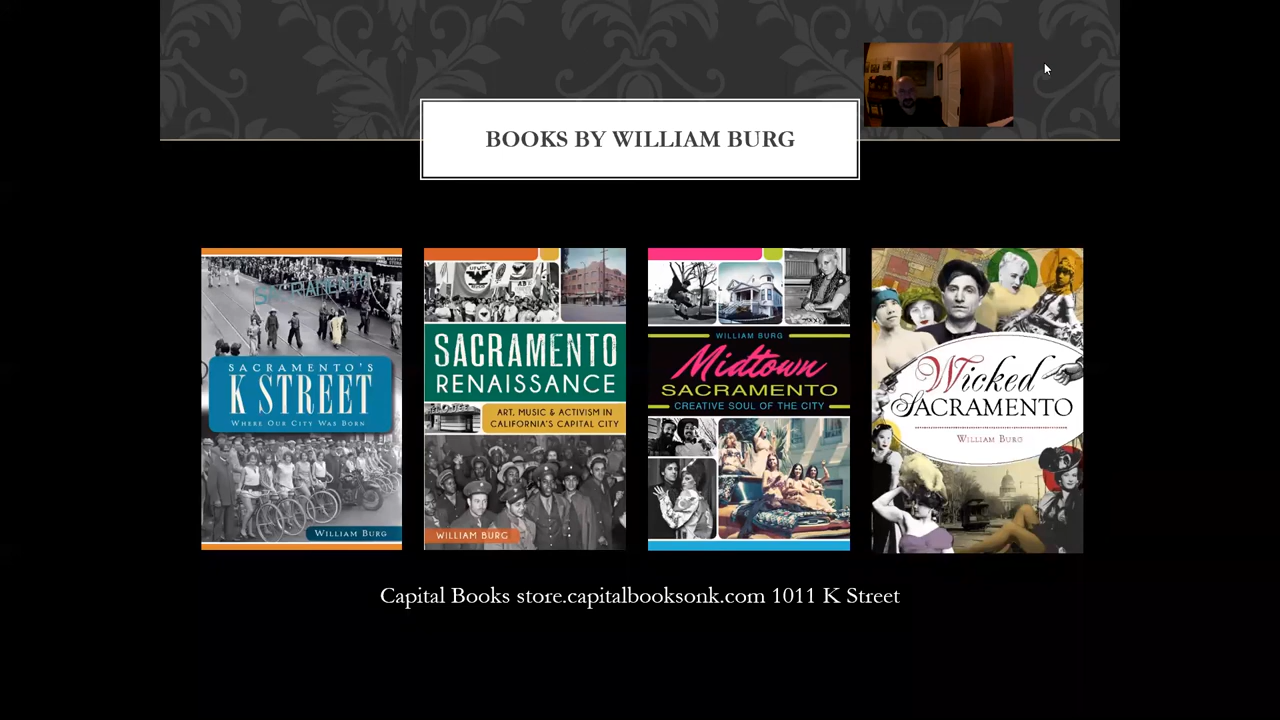 BOOKS BY WILLIAM BURG
SACRAMENTO
SACRAMENTO'S
K STREET
WHERE OUR CITY WAS BORN
WILLIAM BURG
SACRAMENTO
RENAISSANCE
ART, MUSIC & ACTIVISM IN
CALIFORNIA'S CAPITAL CITY
WILLIAM BURG
WILLIAM BURG
Midtown
SACRAMENTO
CREATIVE SOUL OF THE CITY
Wicked
SACRAMENTO
WILLIAM BURG
Capital Books store.capitalbooksonk.com 1011 K Street